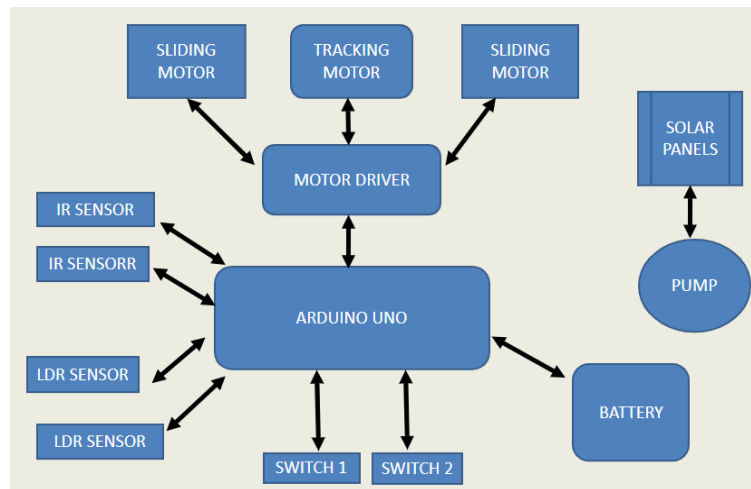 SLIDING
MOTOR
TRACKING
MOTOR
SLIDING
MOTOR
SOLAR
PANELS
MOTOR DRIVER
IR SENSOR
IR SENSORR
PUMP
ARDUINO UNO
LDR SENSOR
BATTERY
LDR SENSOR
SWITCH 1
SWITCH 2